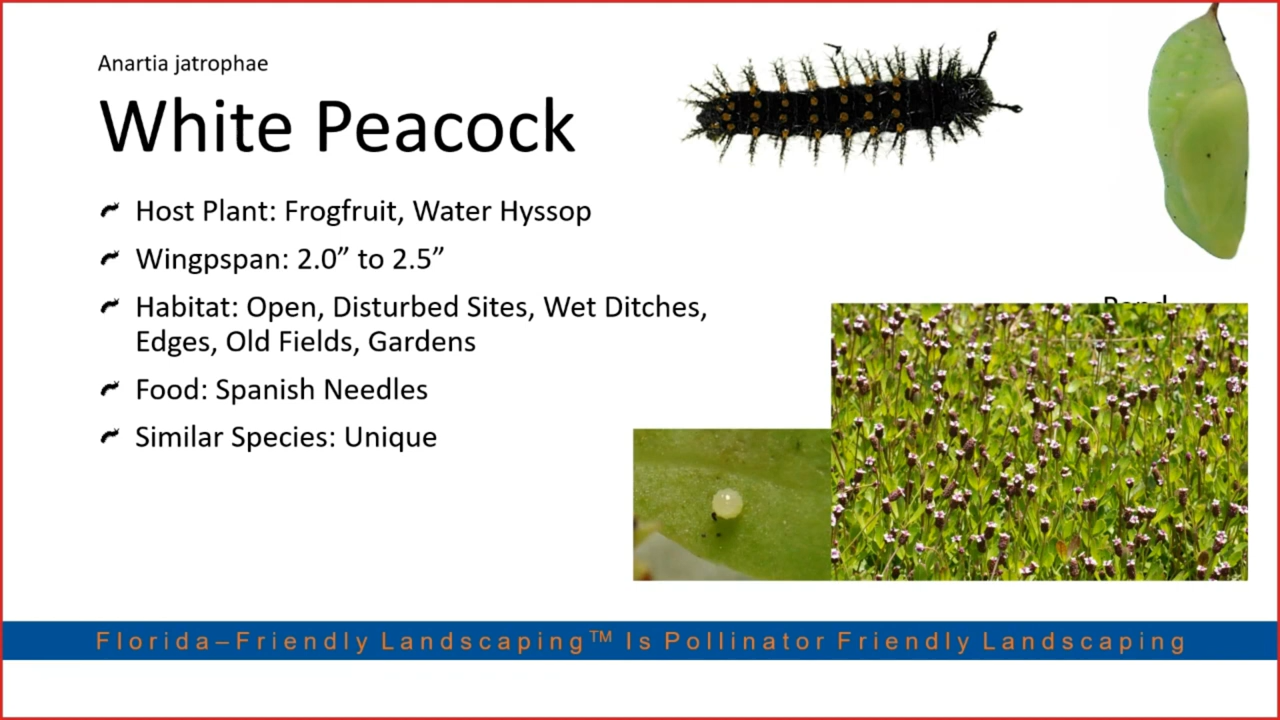 Anartia jatrophae
White Peacock
Host Plant: Frogfruit, Water Hyssop
Wingpspan: 2.0” to 2.5”
Habitat: Open, Disturbed Sites, Wet Ditches,
Edges, Old Fields, Gardens
Food: Spanish Needles
Similar Species: Unique
Florida–Friendly Landscaping™ Is Pollinator Friendly Landscaping